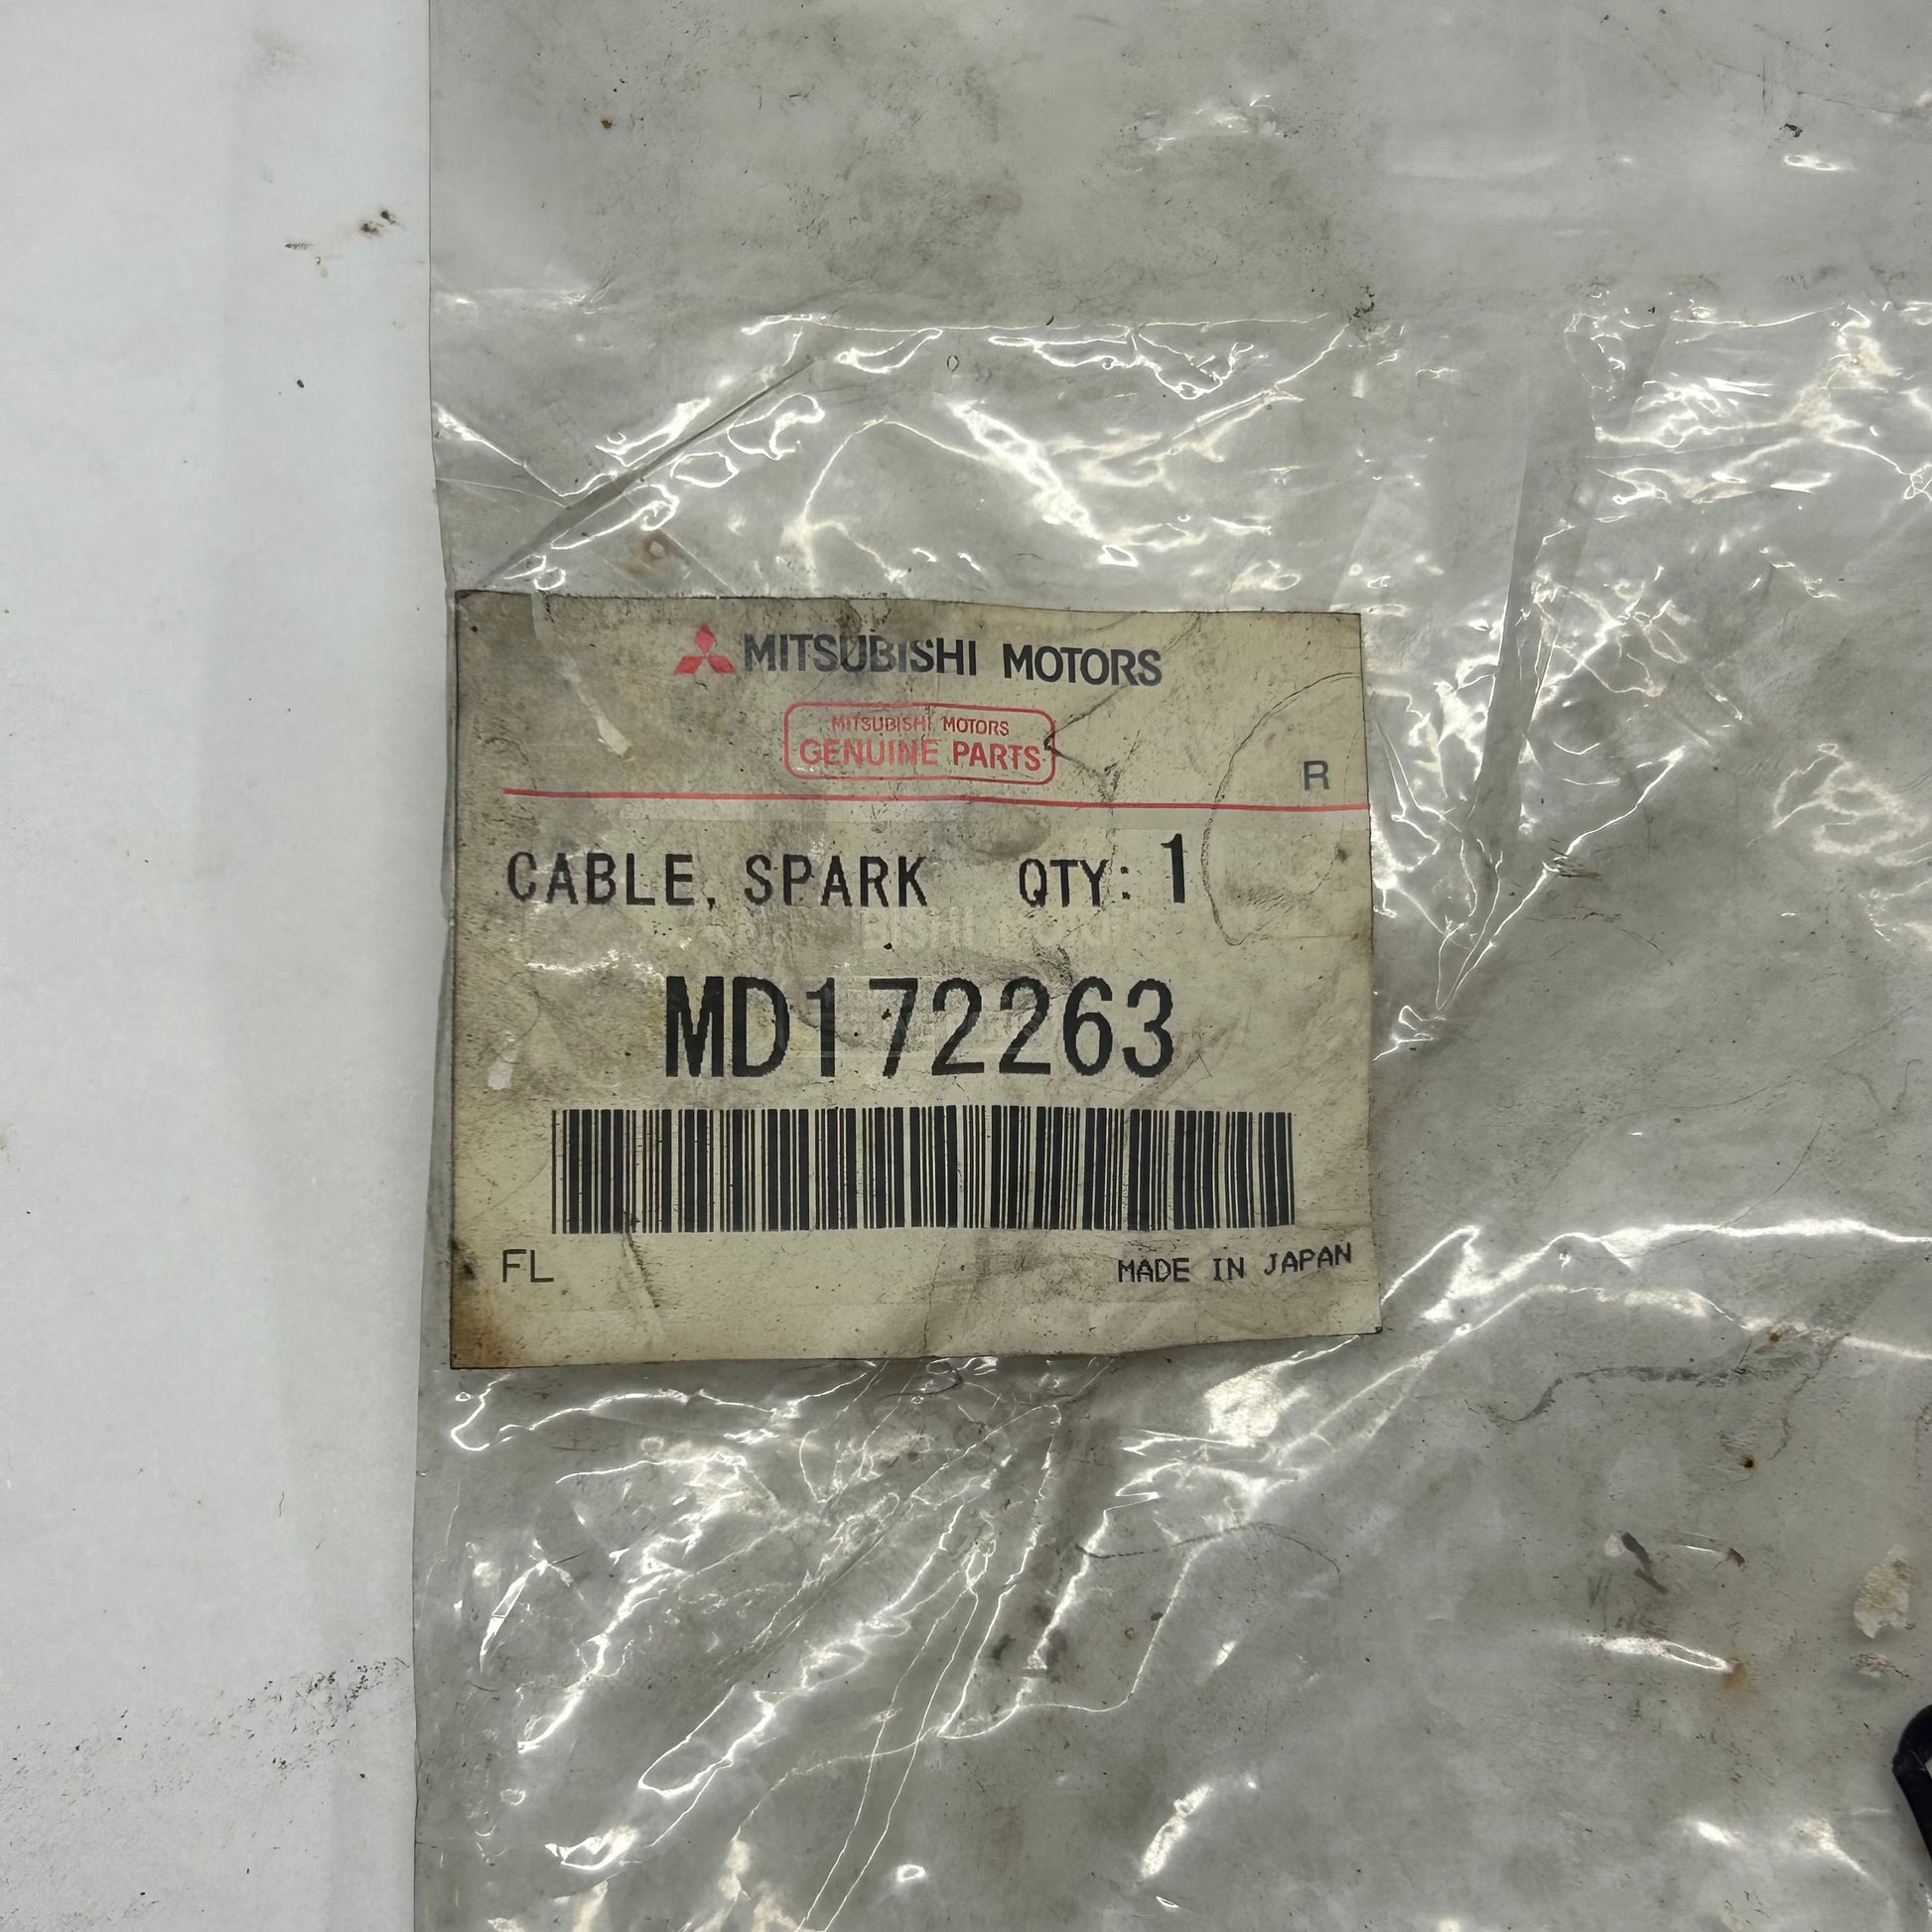 MITSUBISHI MOTORS
MITSUBISHI MOTORS
GENUINE PARTS
R
CABLE, SPARK QTY: 1
MD172263
FL MADE IN JAPAN